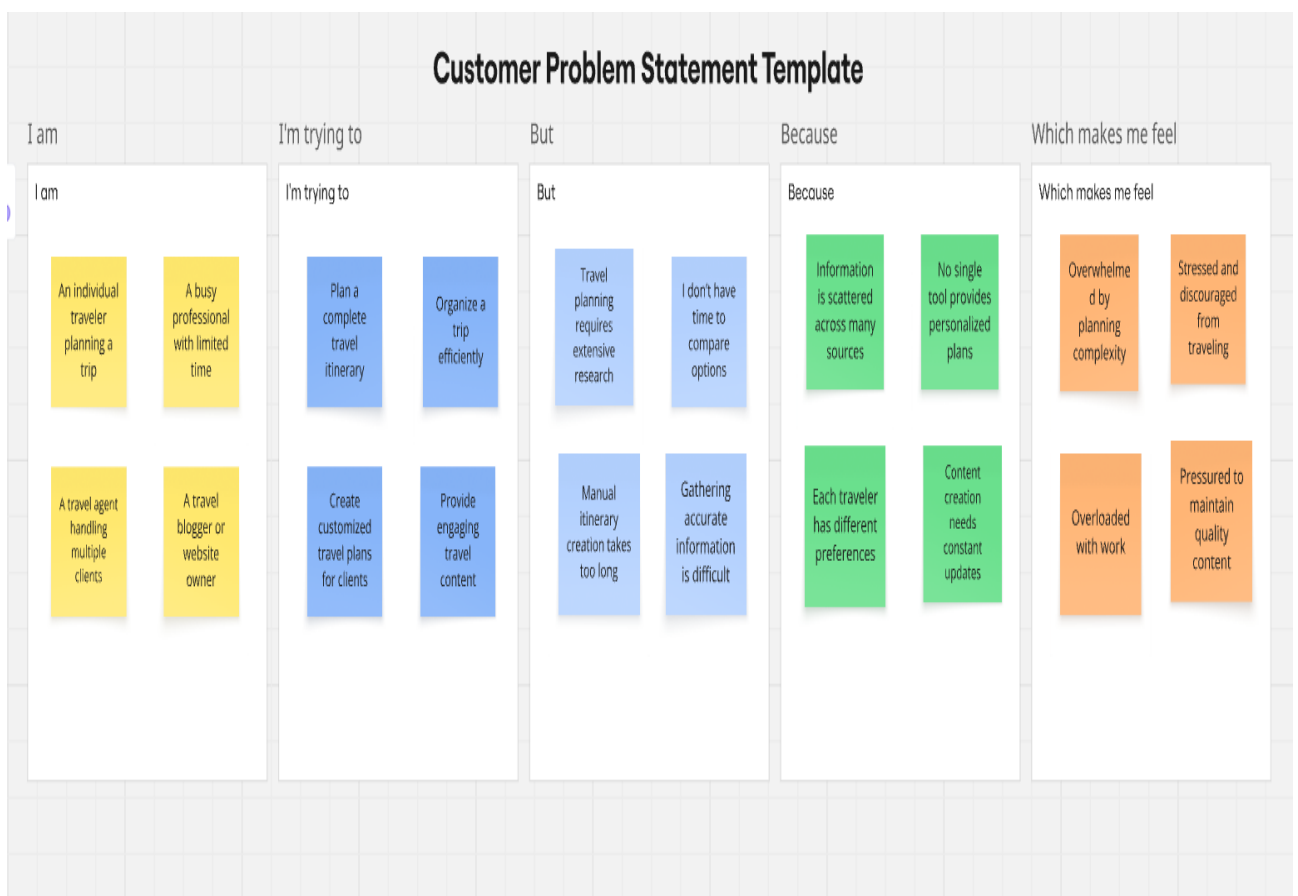 Customer Problem Statement Template
I am
I'm trying to
But
Because
Which makes me feel
I am
An individual
traveler
planning a
trip
A busy
professional
with limited
time
A travel agent
handling
multiple
clients
A travel
blogger or
website
owner
I'm trying to
Plan a
complete
travel
itinerary
Organize a
trip
efficiently
Create
customized
travel plans
for clients
Provide
engaging
travel
content
But
Travel
planning
requires
extensive
research
I don't have
time to
compare
options
Manual
itinerary
creation takes
too long
Gathering
accurate
information
is difficult
Because
Information
is scattered
across many
sources
No single
tool provides
personalized
plans
Each traveler
has different
preferences
Content
creation
needs
constant
updates
Which makes me feel
Overwhelme
d by
planning
complexity
Stressed and
discouraged
from
traveling
Overloaded
with work
Pressured to
maintain
quality
content